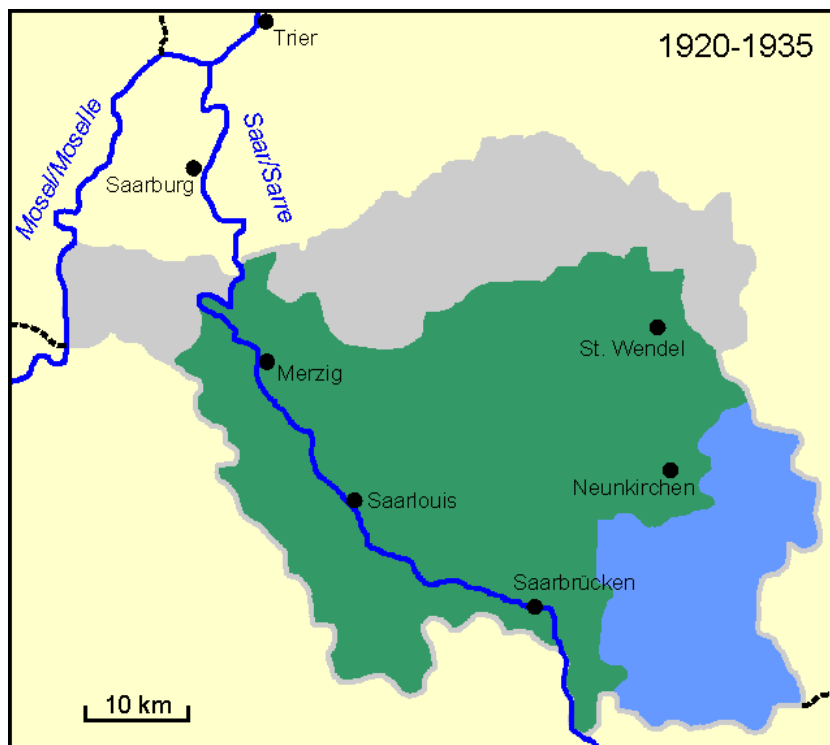 1920-1935
Trier
Mosel/Moselle
Saar/Sarre
Saarburg
St. Wendel
Merzig
Neunkirchen
Saarlouis
Saarbrücken
10 km